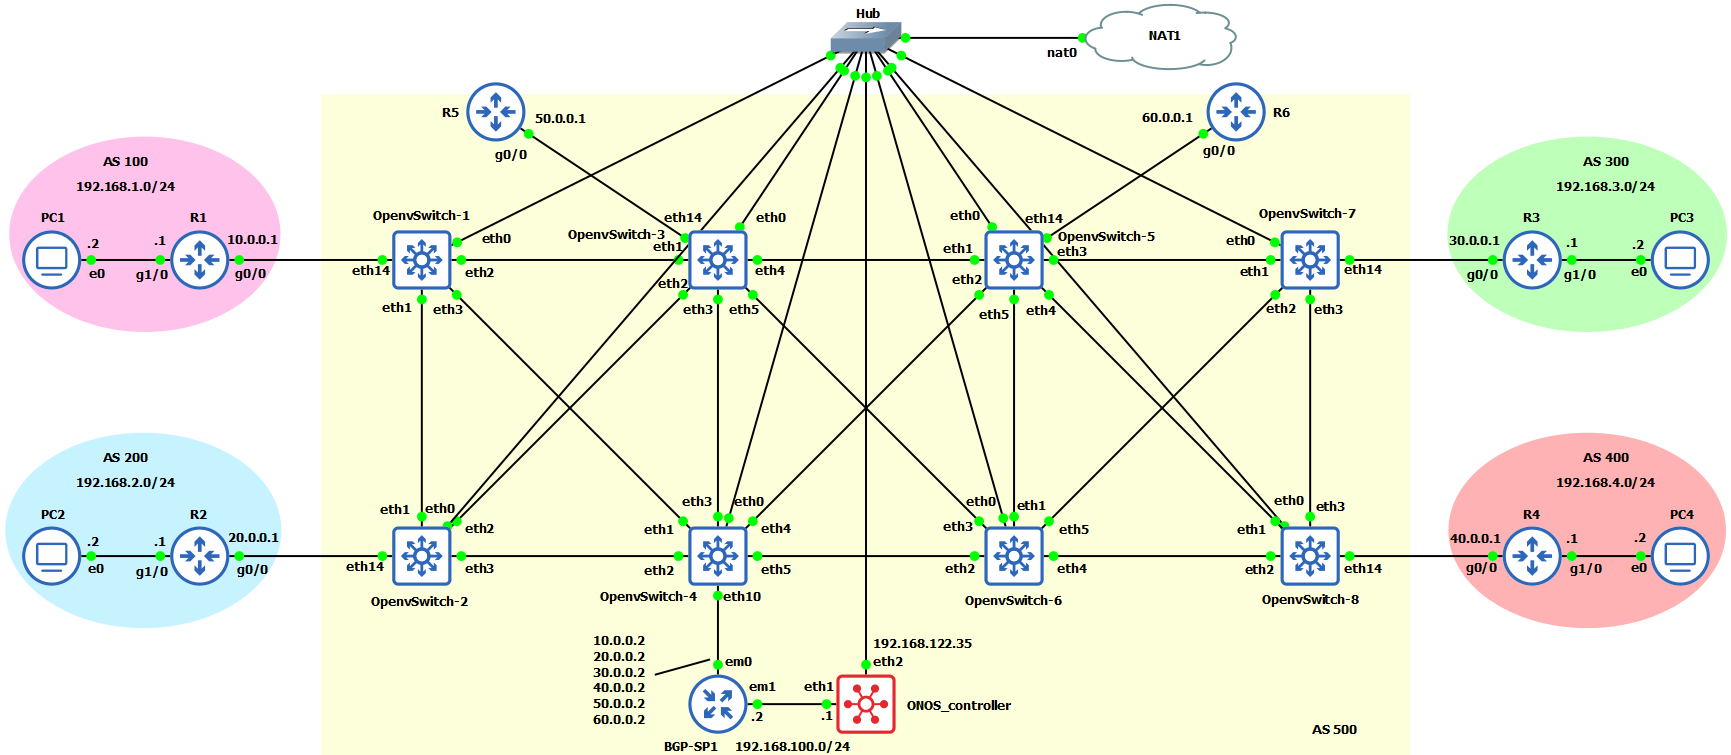 Hub
NAT1
nat0
R5
50.0.0.1
g0/0
60.0.0.1
R6
g0/0
AS 100
192.168.1.0/24
PC1
.2
e0
.1
g1/0
R1
10.0.0.1
g0/0
OpenvSwitch-1
eth0
eth14
eth2
eth1
eth3
OpenvSwitch-3
eth14
eth0
eth1
eth2
eth4
eth3
eth5
eth0
eth14
OpenvSwitch-5
eth1
eth3
eth2
eth5
eth4
OpenvSwitch-7
eth0
eth1
eth14
eth2
eth3
AS 300
192.168.3.0/24
30.0.0.1
g0/0
R3
.1
g1/0
.2
e0
PC3
AS 200
192.168.2.0/24
PC2
.2
e0
.1
g1/0
R2
20.0.0.1
g0/0
eth1
eth0
eth2
eth14
eth3
OpenvSwitch-2
eth3
eth0
eth1
eth4
eth2
eth5
OpenvSwitch-4
eth10
eth0
eth1
eth3
eth5
eth2
eth4
OpenvSwitch-6
eth0
eth3
eth1
eth2
eth14
OpenvSwitch-8
AS 400
192.168.4.0/24
40.0.0.1
g0/0
R4
.1
g1/0
.2
e0
PC4
10.0.0.2
20.0.0.2
30.0.0.2
40.0.0.2
50.0.0.2
60.0.0.2
em0
192.168.122.35
eth2
em1
eth1
.2
.1
ONOS_controller
BGP-SP1
192.168.100.0/24
AS 500